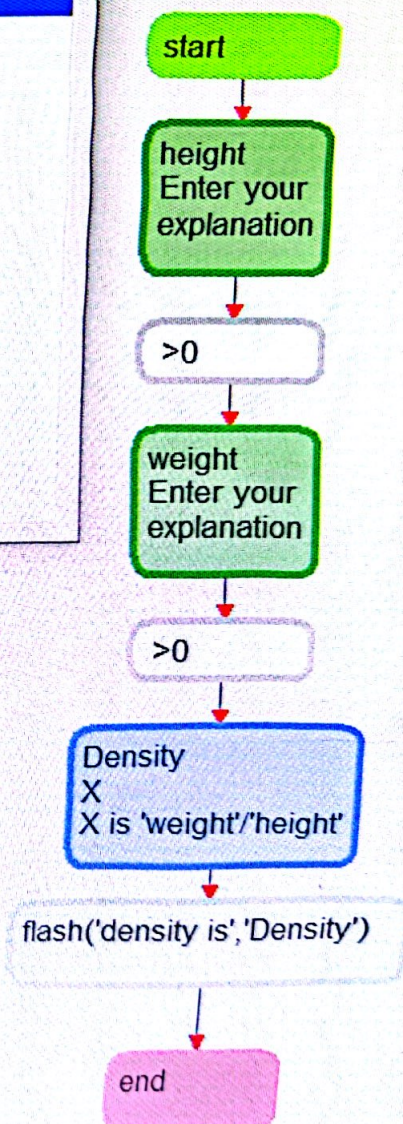 start
height
Enter your
explanation
>0
weight
Enter your
explanation
>0
Density
X
X is 'weight'/'height'
flash('density is','Density')
end